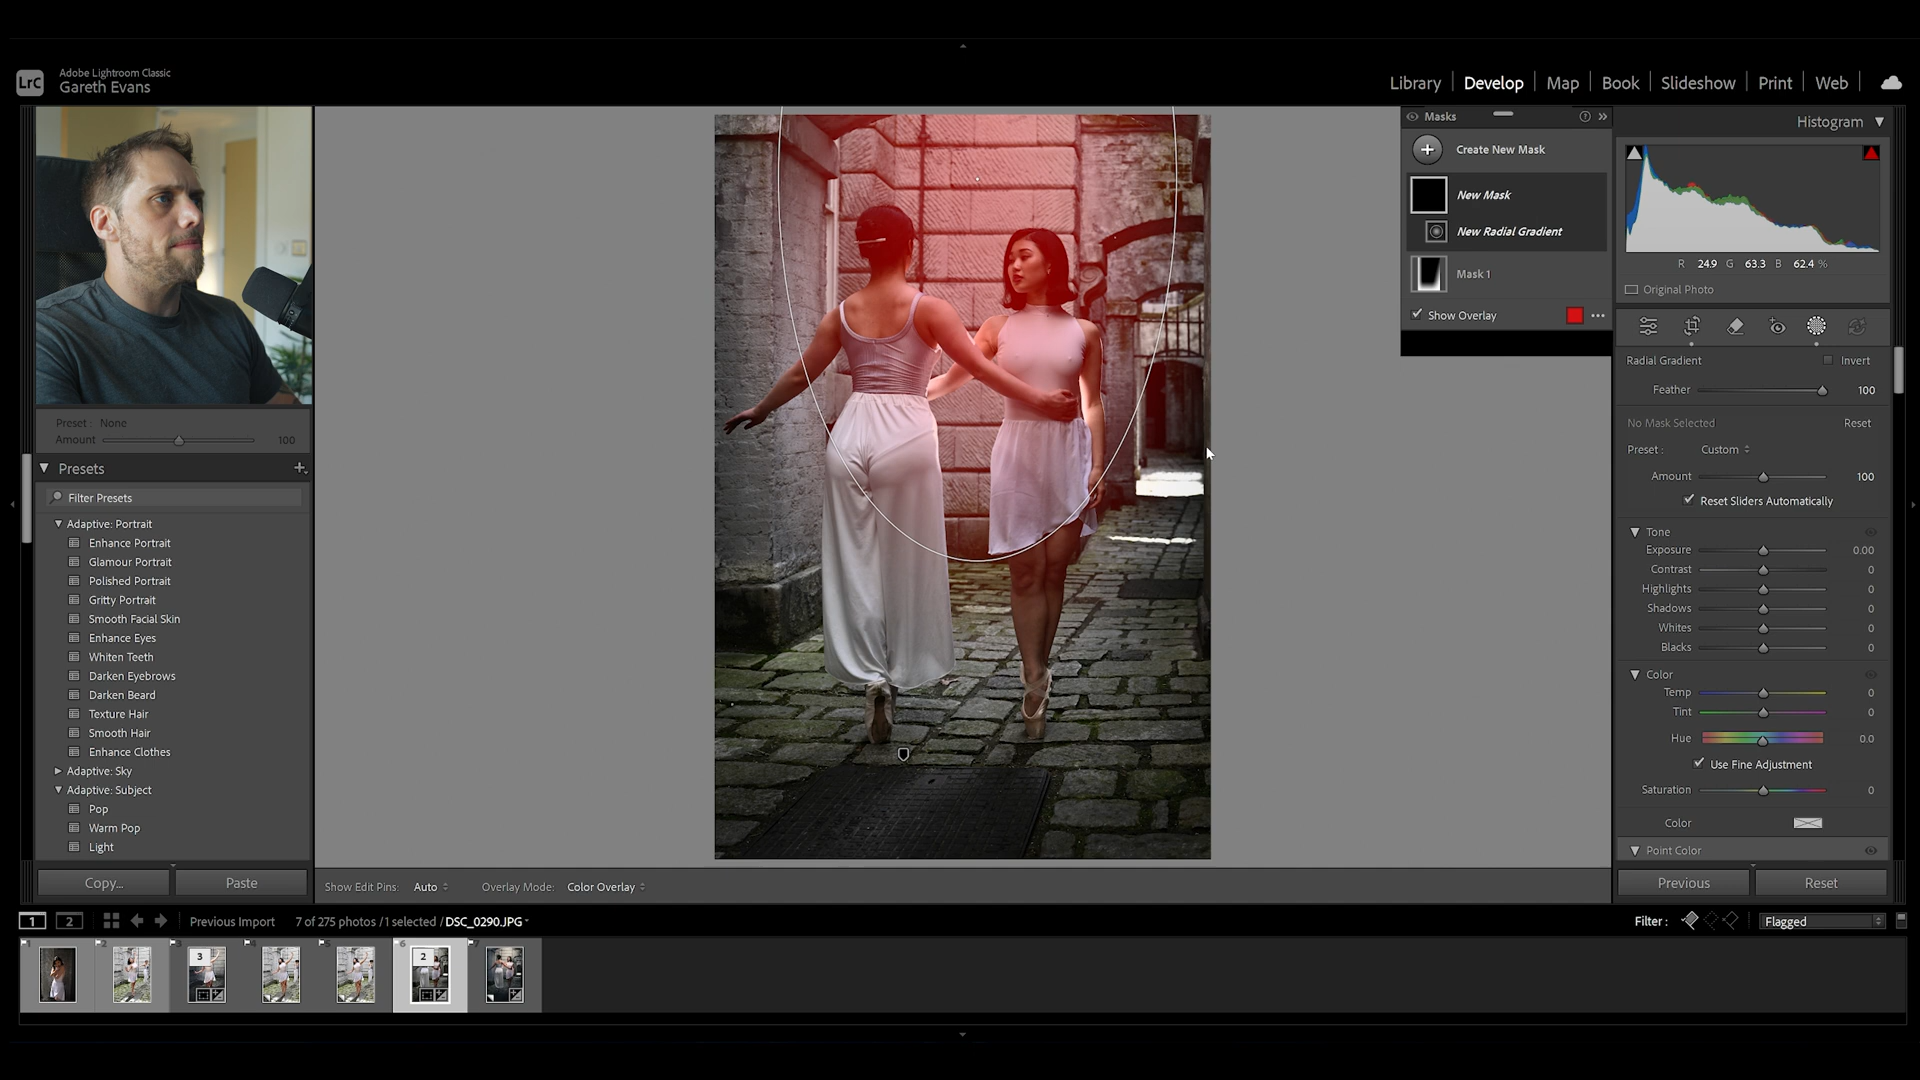 LrC
Adobe Lightroom Classic
Gareth Evans
Library
Develop
Map
Book
Slideshow
Print
Web
Preset : None
Amount 100
Presets
Filter Presets
Adaptive: Portrait
Enhance Portrait
Glamour Portrait
Polished Portrait
Gritty Portrait
Smooth Facial Skin
Enhance Eyes
Whiten Teeth
Darken Eyebrows
Darken Beard
Texture Hair
Smooth Hair
Enhance Clothes
Adaptive: Sky
Adaptive: Subject
Pop
Warm Pop
Light
Copy...
Paste
Show Edit Pins: Auto
Overlay Mode: Color Overlay
Masks
Create New Mask
New Mask
New Radial Gradient
Mask 1
Show Overlay
Histogram
R 24.9 G 63.3 B 62.4 %
Original Photo
Radial Gradient
Invert
Feather 100
No Mask Selected
Reset
Preset : Custom
Amount 100
Reset Sliders Automatically
Tone
Exposure 0.00
Contrast 0
Highlights 0
Shadows 0
Whites 0
Blacks 0
Color
Temp 0
Tint 0
Hue 0.0
Use Fine Adjustment
Saturation 0
Color
Point Color
Previous
Reset
1
2
Previous Import
7 of 275 photos /1 selected / DSC_0290.JPG
Filter :
Flagged
3
2